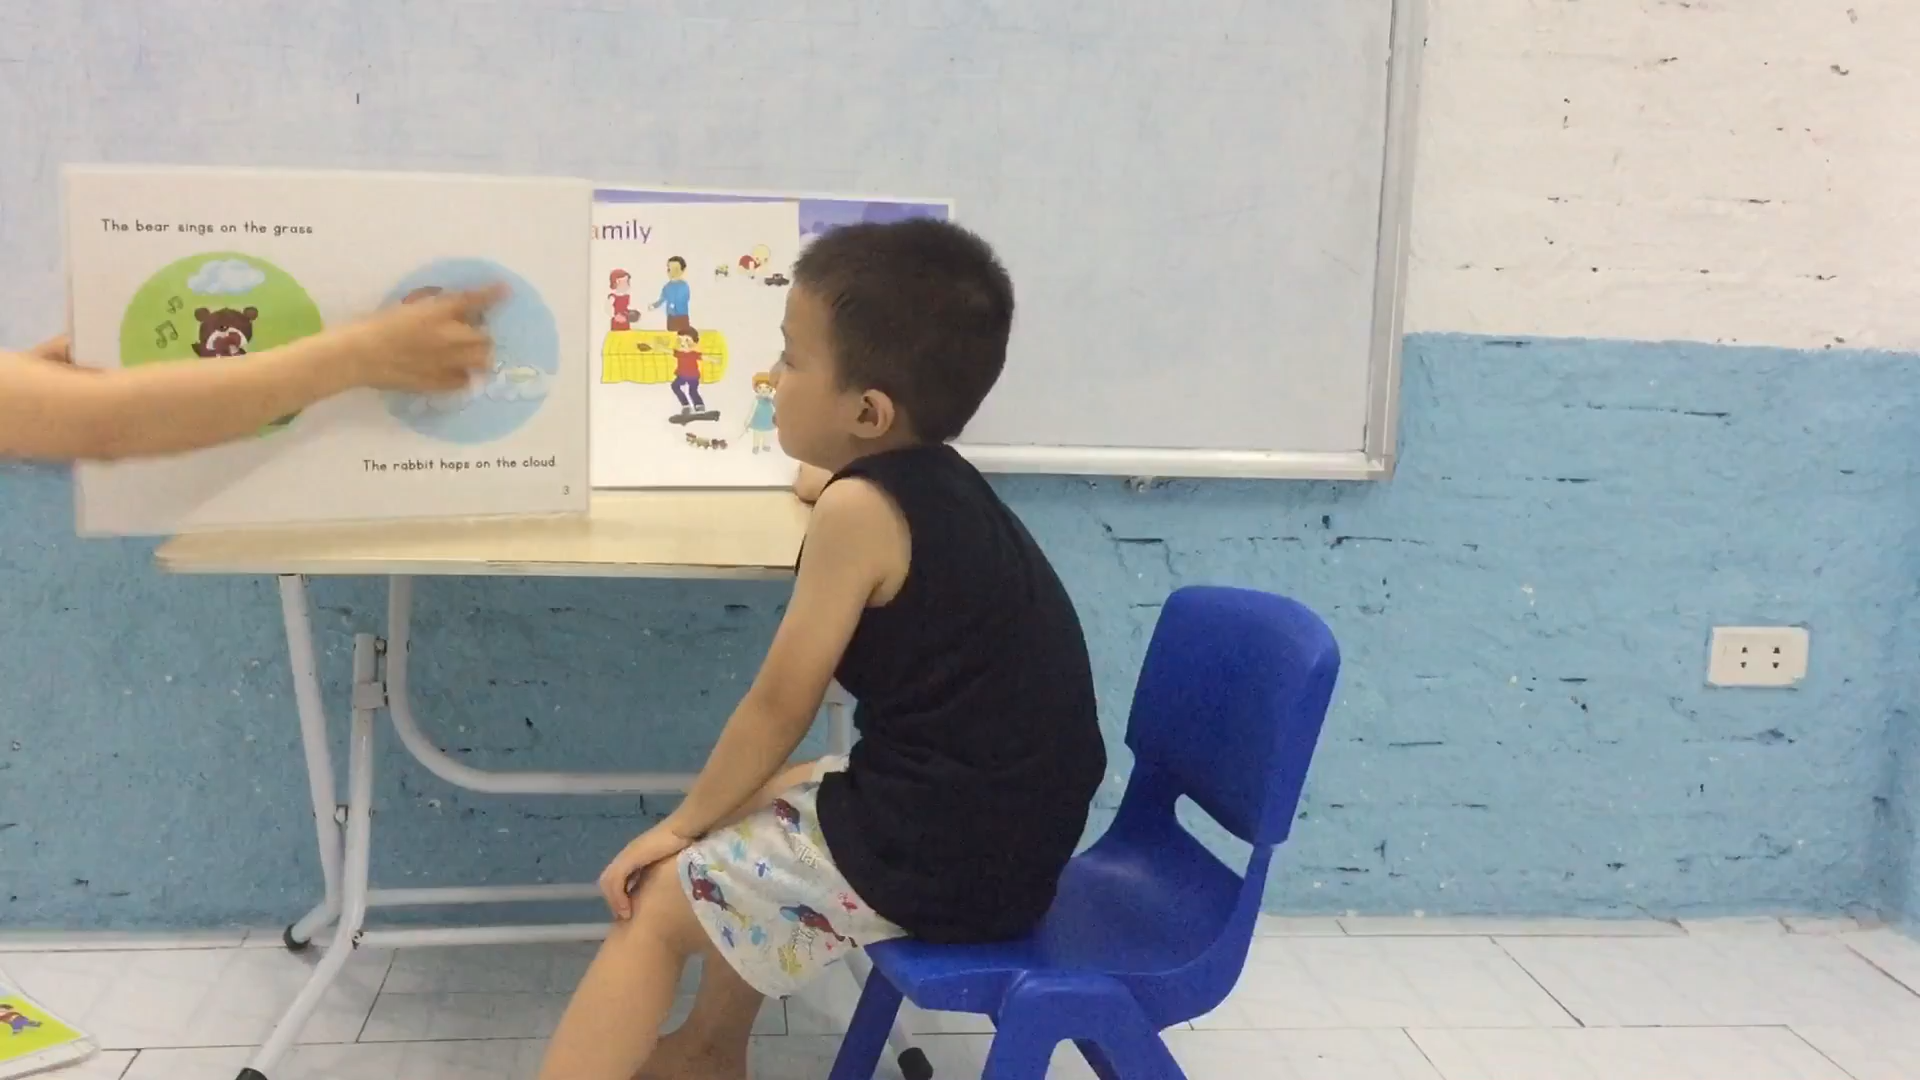 The bear sings on the grass
amily
The rabbit hops on the cloud
3